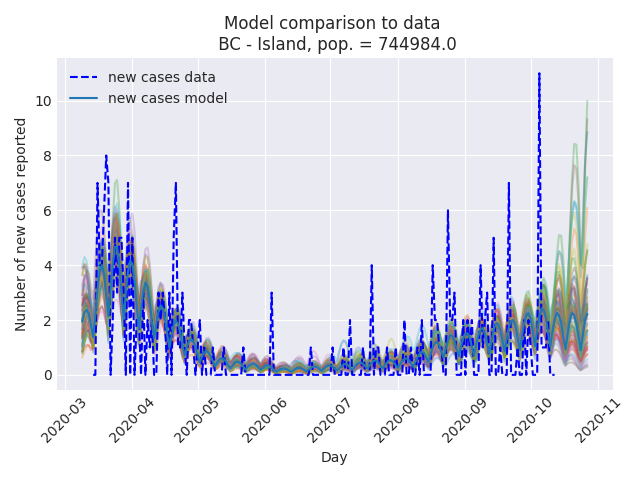 Model comparison to data
BC - Island, pop. = 744984.0
new cases data
new cases model
Number of new cases reported
10
8
6
4
2
0
2020-03
2020-04
2020-05
2020-06
2020-07
2020-08
2020-09
2020-10
2020-11
Day